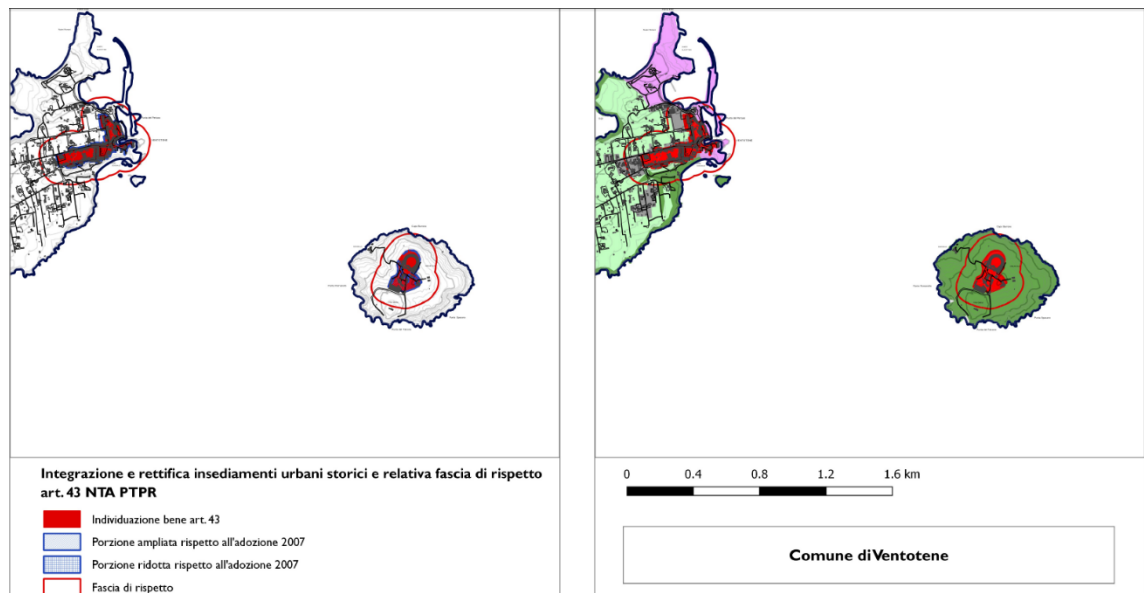 Integrazione e rettifica insediamenti urbani storici e relativa fascia di rispetto
art. 43 NTA PTPR
Individuazione bene art. 43
Porzione ampliata rispetto all'adozione 2007
Porzione ridotta rispetto all'adozione 2007
Fascia di rispetto
0 0.4 0.8 1.2 1.6 km
Comune di Ventotene